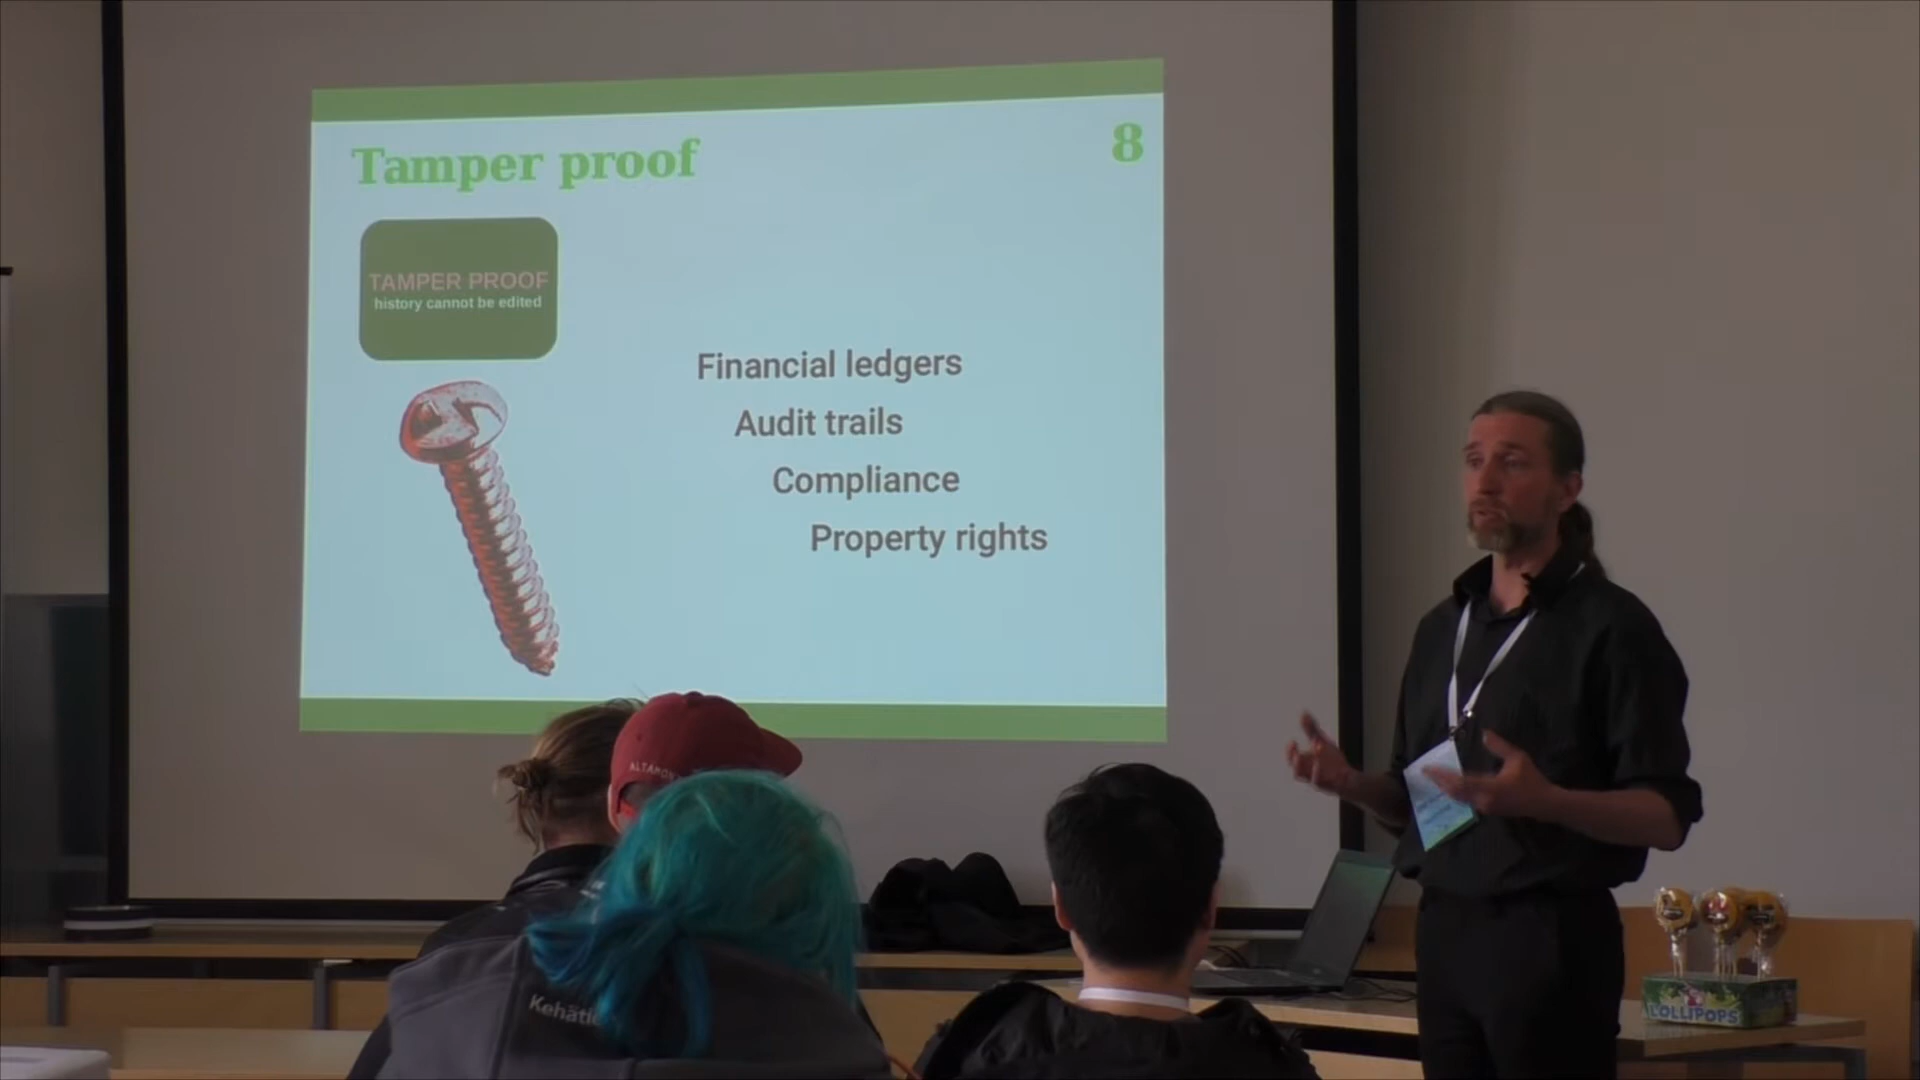 Tamper proof
8
TAMPER PROOF
history cannot be edited
Financial ledgers
Audit trails
Compliance
Property rights
LOLLIPOPS